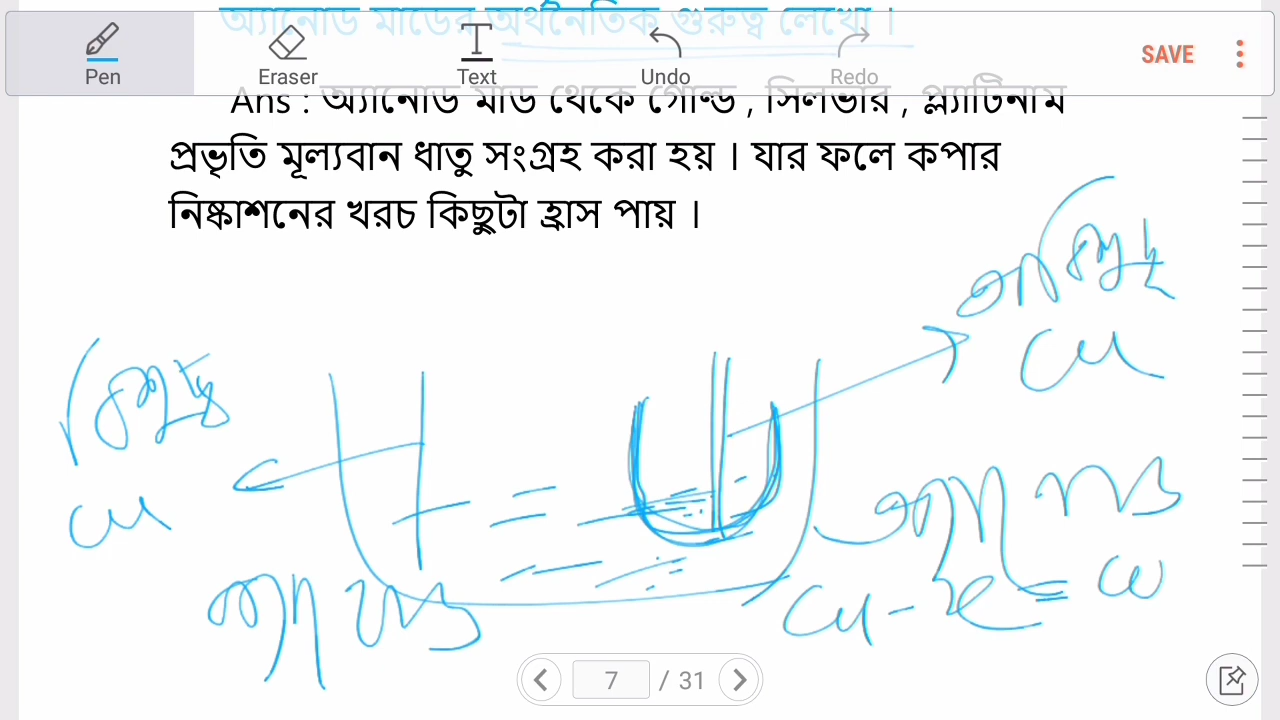 অ্যানোড মাডের অর্থনৈতিক গুরুত্ব লেখো ।
Pen Eraser Text Undo Redo SAVE
Ans : অ্যানোড মাড থেকে গোল্ড , সিলভার , প্ল্যাটিনাম
প্রভৃতি মূল্যবান ধাতু সংগ্রহ করা হয় । যার ফলে কপার
নিষ্কাশনের খরচ কিছুটা হ্রাস পায় ।
অবিশুদ্ধ
Cu
বিশুদ্ধ
Cu
7 / 31